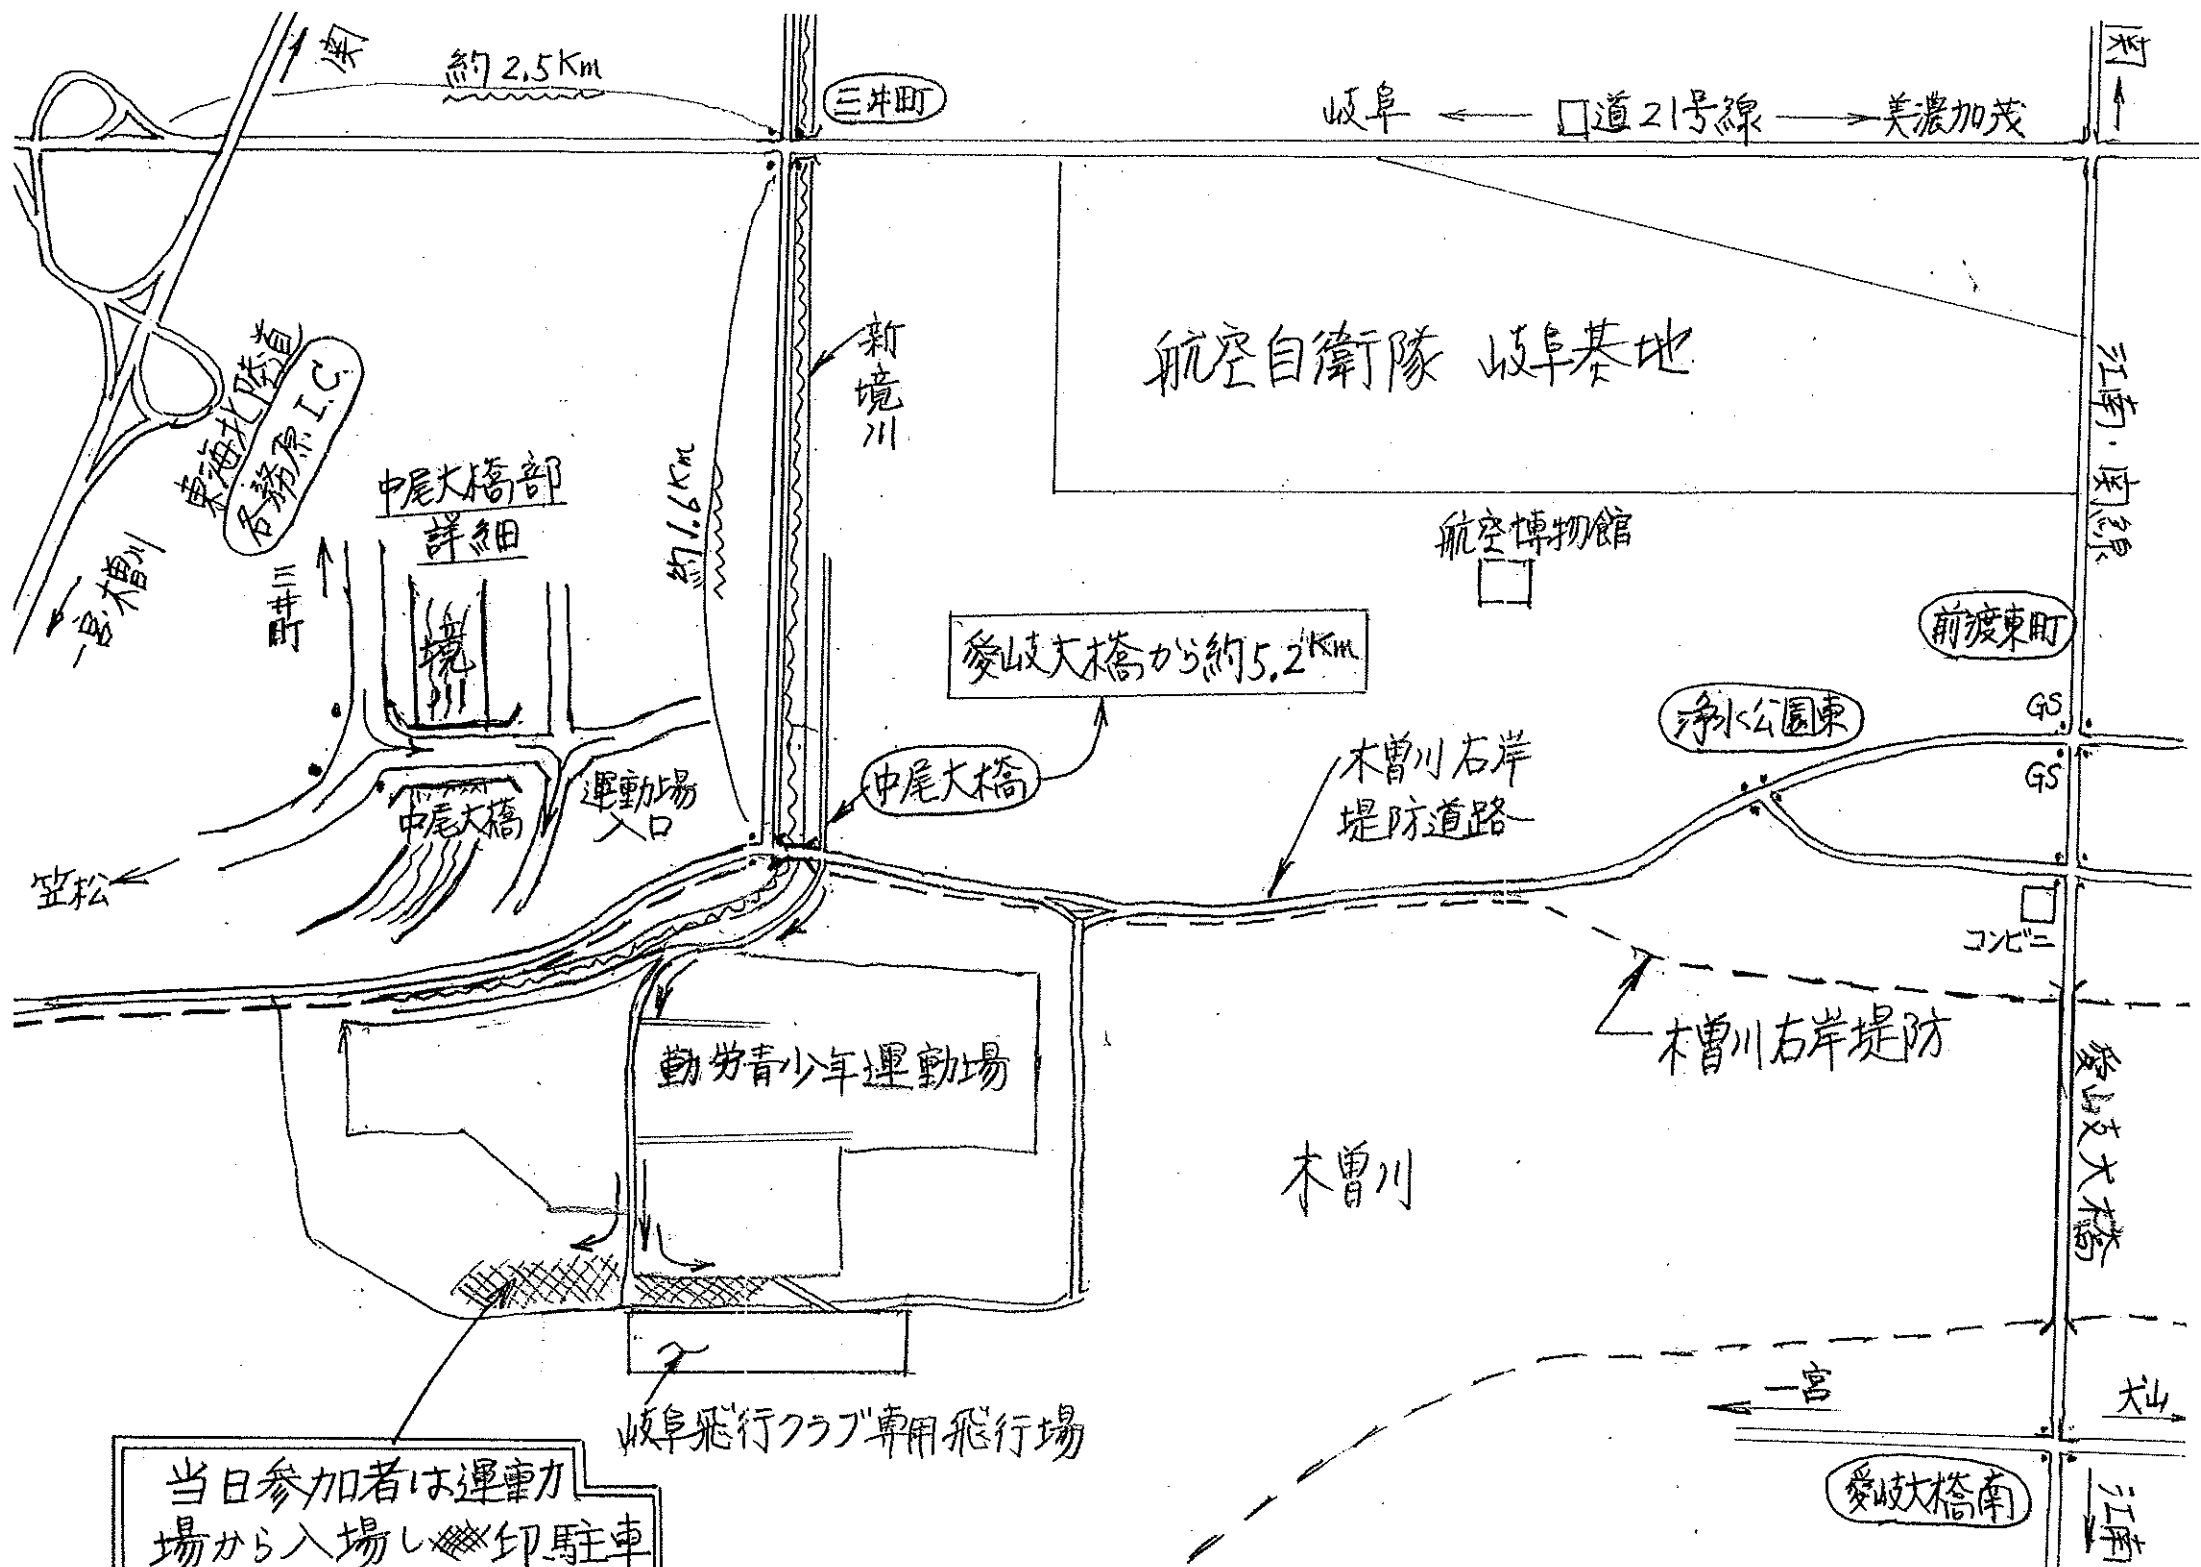 関
約2.5Km
三井町
岐阜 ← 口道21号線 → 美濃加茂
関
東海北陸道
各務原I.C
一宮木曽川
新境川
約1.6Km
航空自衛隊 岐阜基地
江南・関線
中尾大橋部
詳細
三井町
境川
中尾大橋
運動場
入口
笠松
航空博物館
愛岐大橋から約5.2Km
中尾大橋
前渡東町
浄水公園東
GS
GS
木曽川右岸
堤防道路
コンビニ
木曽川右岸堤防
勤労青少年運動場
木曽川
愛岐大橋
岐阜飛行クラブ専用飛行場
一宮
犬山
愛岐大橋南
江南
当日参加者は運動
場から入場し 印駐車